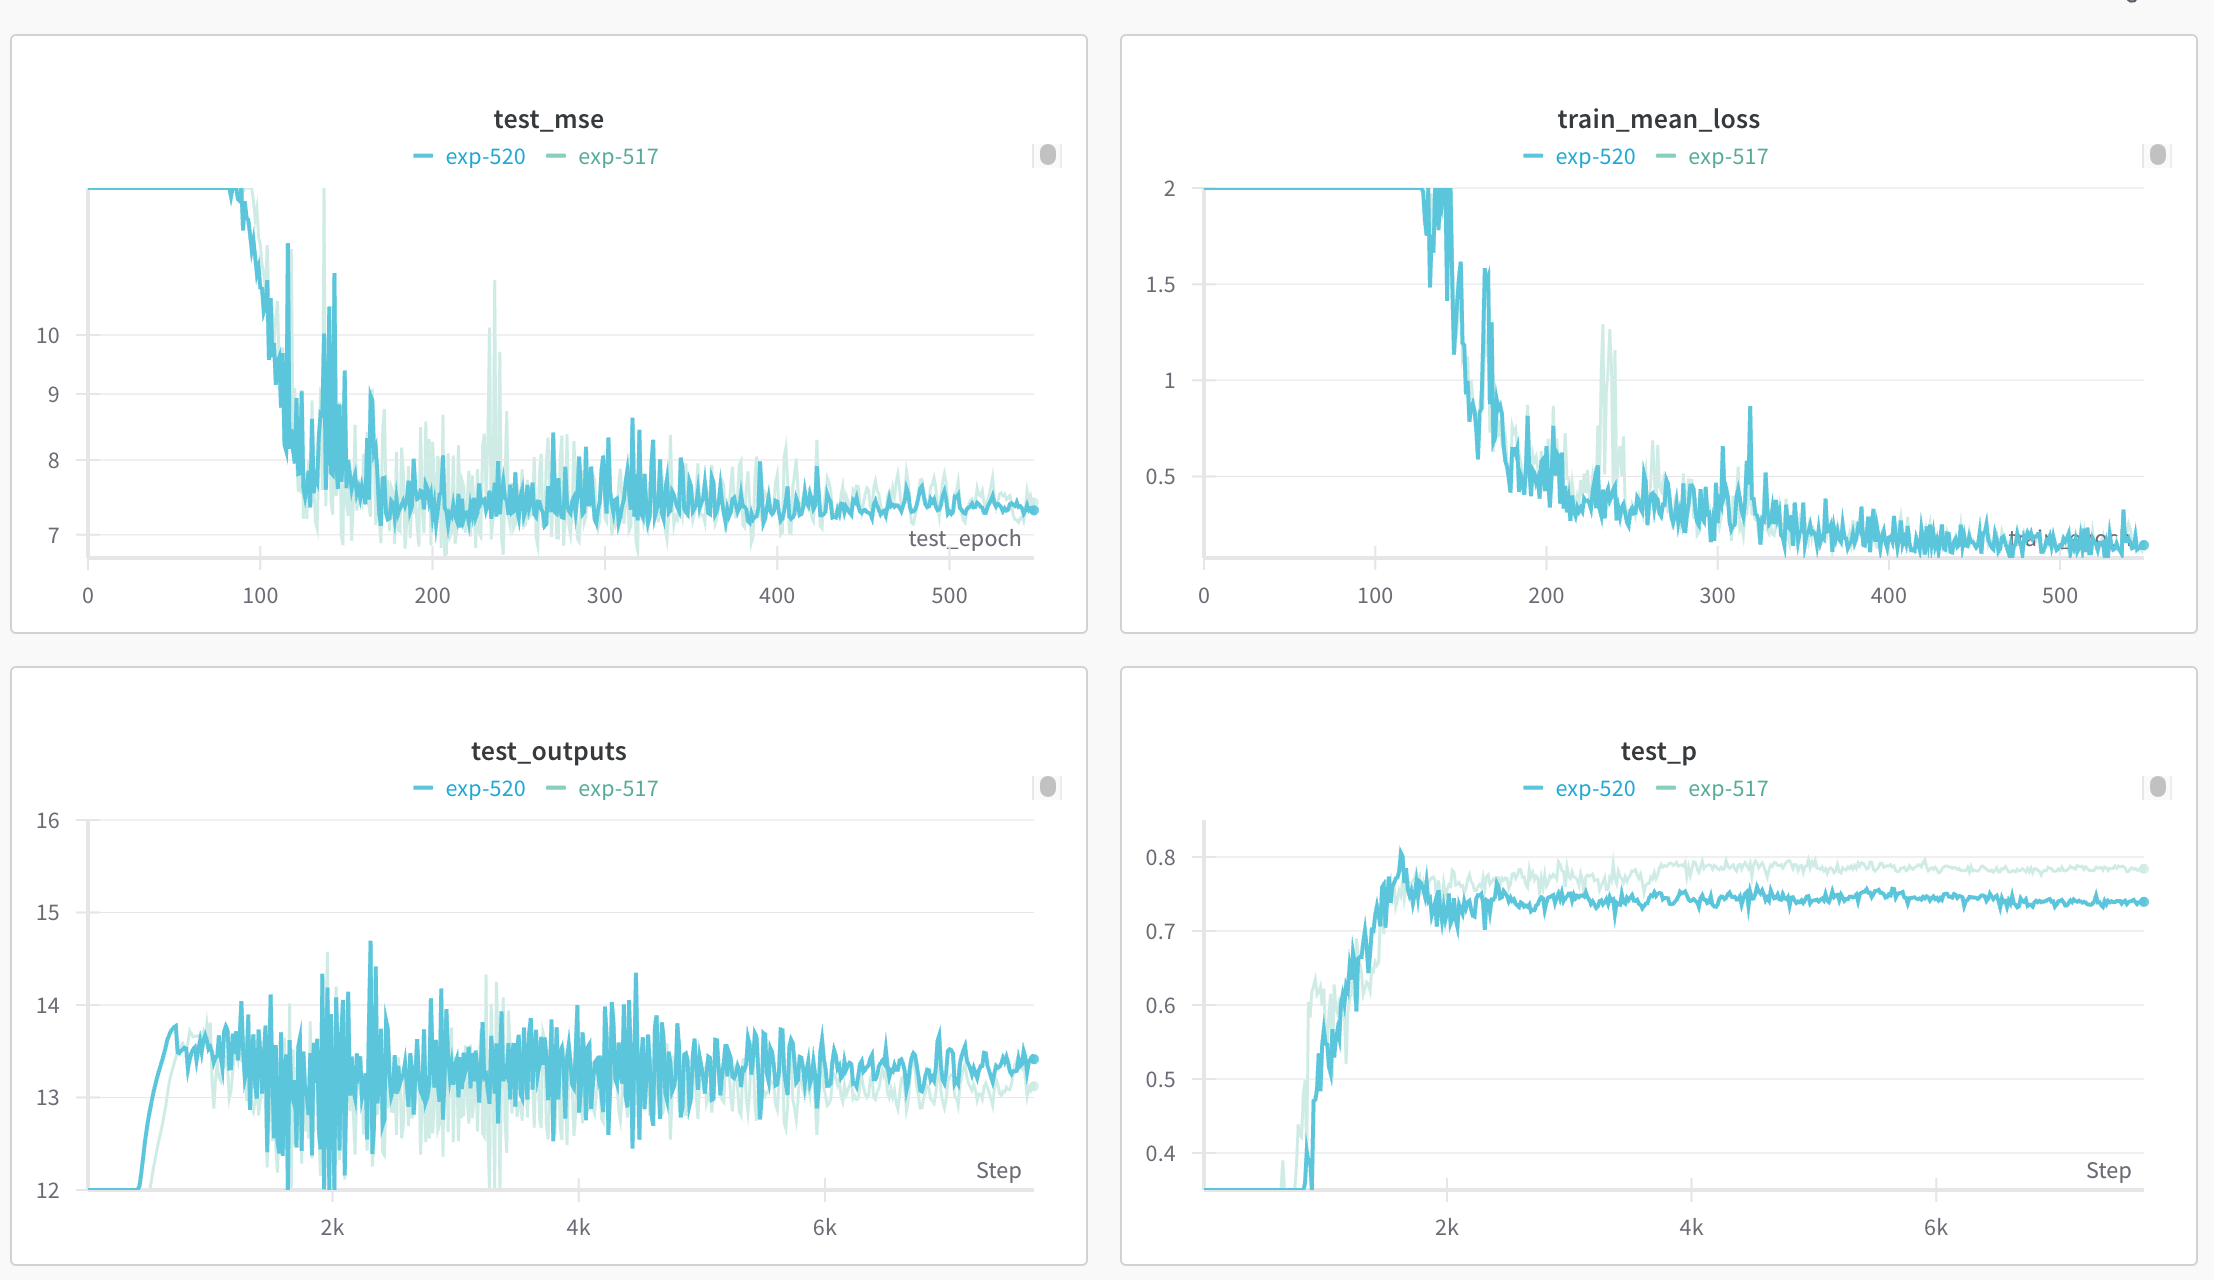 test_mse
exp-520 exp-517
10
9
8
7
test_epoch
0 100 200 300 400 500
train_mean_loss
exp-520 exp-517
2
1.5
1
0.5
train_epoch
0 100 200 300 400 500
test_outputs
exp-520 exp-517
16
15
14
13
12
Step
2k 4k 6k
test_p
exp-520 exp-517
0.8
0.7
0.6
0.5
0.4
Step
2k 4k 6k